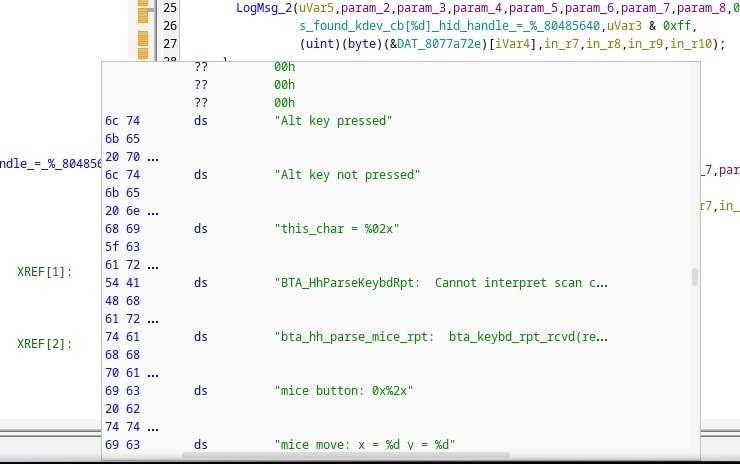 25 LogMsg_2(uVar5,param_2,param_3,param_4,param_5,param_6,param_7,param_8,0
26 s_found_kdev_cb[%d]_hid_handle_=_%_80485640,uVar3 & 0xff,
27 (uint)(byte)(&DAT_8077a72e)[iVar4],in_r7,in_r8,in_r9,in_r10);
28 }
?? 00h
?? 00h
?? 00h
6c 74 ds "Alt key pressed"
6b 65
20 70 ...
ndle_=_%_804856
_7,par
6c 74 ds "Alt key not pressed"
6b 65
20 6e ...
r7,in_
68 69 ds "this_char = %02x"
5f 63
61 72 ...
XREF[1]:
54 41 ds "BTA_HhParseKeybdRpt:  Cannot interpret scan c...
48 68
61 72 ...
74 61 ds "bta_hh_parse_mice_rpt:  bta_keybd_rpt_rcvd(re...
XREF[2]:
68 68
70 61 ...
69 63 ds "mice button: 0x%2x"
20 62
74 74 ...
69 63 ds "mice move: x = %d y = %d"